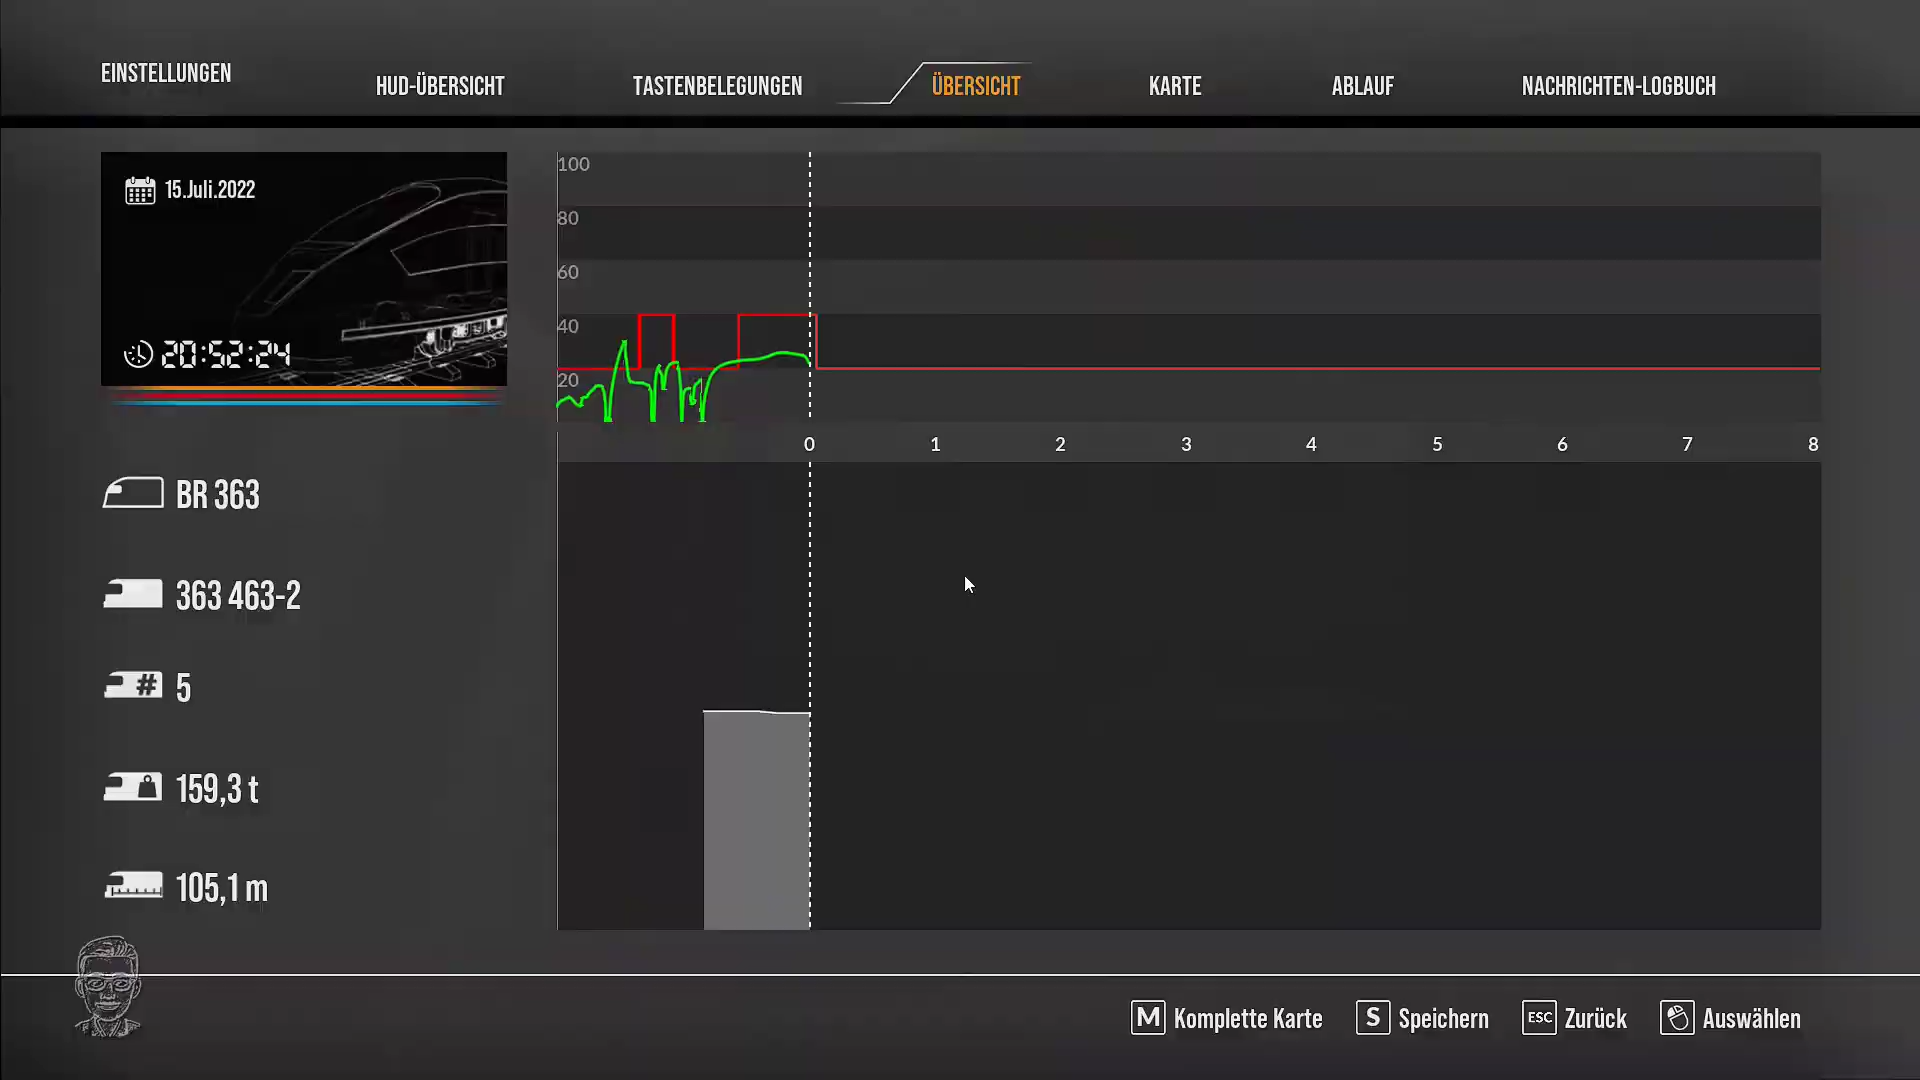 EINSTELLUNGEN
HUD-ÜBERSICHT
TASTENBELEGUNGEN
ÜBERSICHT
KARTE
ABLAUF
NACHRICHTEN-LOGBUCH
15.Juli.2022
20:52:24
BR 363
363 463-2
# 5
159,3 t
105,1 m
100
80
60
40
20
0 1 2 3 4 5 6 7 8
M Komplette Karte
S Speichern
ESC Zurück
Auswählen